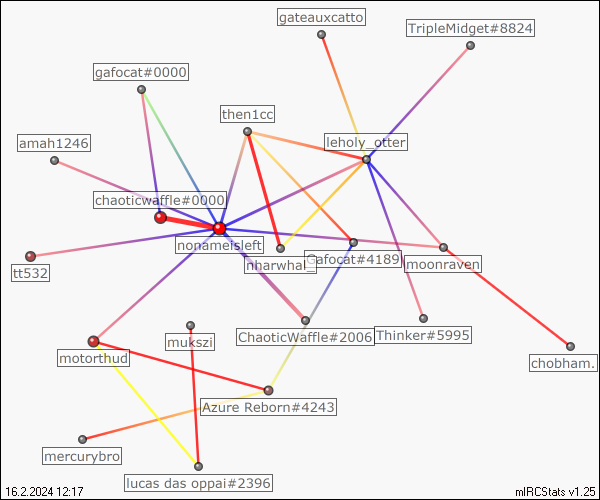 gateauxcatto
TripleMidget#8824
gafocat#0000
then1cc
amah1246
leholy_otter
chaoticwaffle#0000
nonameisleft
nharwhal_
Gafocat#4189
moonraven
tt532
ChaoticWaffle#2006
Thinker#5995
mukszi
motorthud
chobham.
Azure Reborn#4243
mercurybro
lucas das oppai#2396
16.2.2024 12:17
mIRCStats v1.25